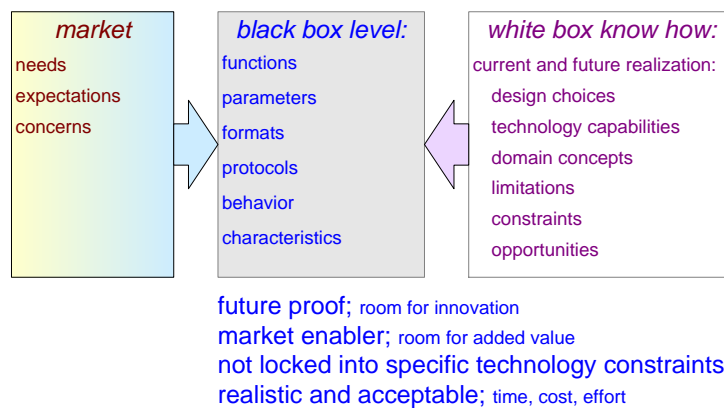 market
needs
expectations
concerns
black box level:
functions
parameters
formats
protocols
behavior
characteristics
white box know how:
current and future realization:
design choices
technology capabilities
domain concepts
limitations
constraints
opportunities
future proof; room for innovation
market enabler; room for added value
not locked into specific technology constraints
realistic and acceptable; time, cost, effort